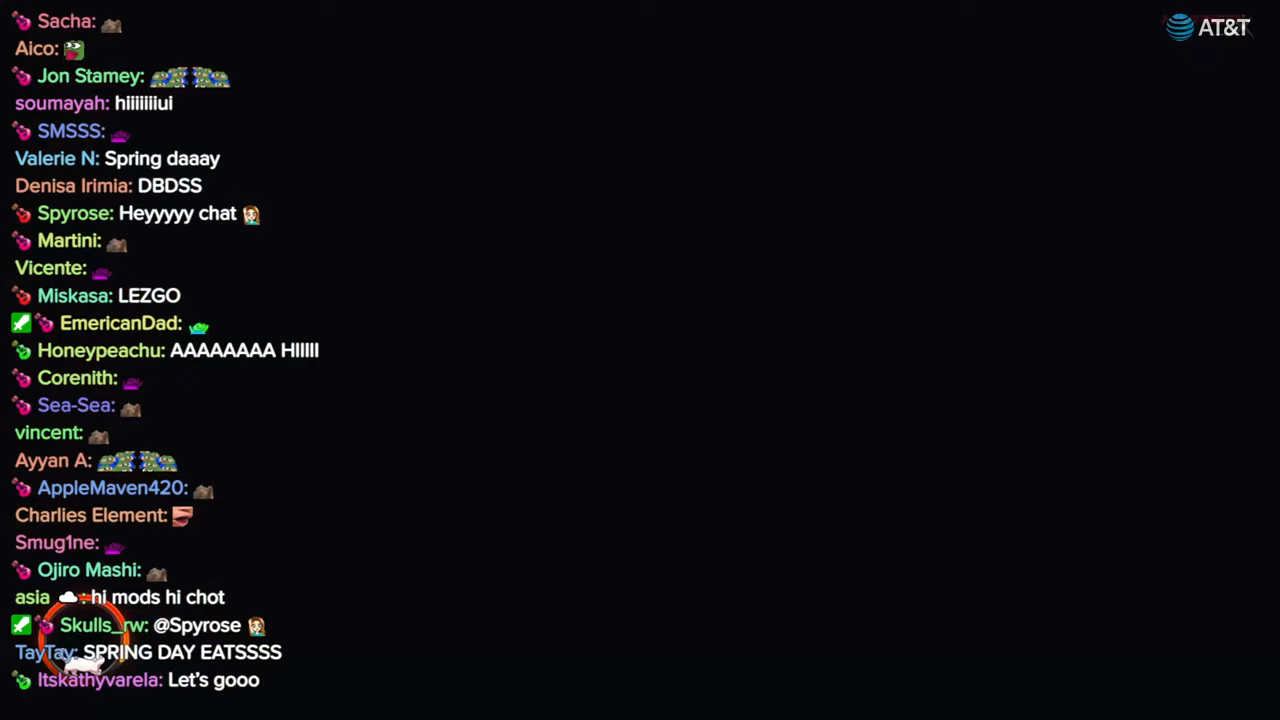 Sacha:
AT&T
Aico:
Jon Stamey:
soumayah: hiiiiiiiui
SMSSS:
Valerie N: Spring daaay
Denisa Irimia: DBDSS
Spyrose: Heyyyyy chat
Martini:
Vicente:
Miskasa: LEZGO
EmericanDad:
Honeypeachu: AAAAAAAA HIIIII
Corenith:
Sea-Sea:
vincent:
Ayyan A:
AppleMaven420:
Charlies Element:
Smug1ne:
Ojiro Mashi:
asia ☁: hi mods hi chot
Skulls_rw: @Spyrose
TayTay: SPRING DAY EATSSSS
Itskathyvarela: Let's gooo